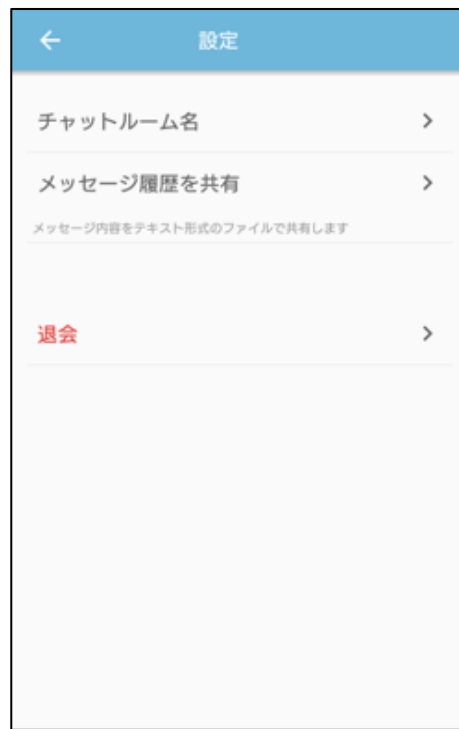 設定
チャットルーム名
メッセージ履歴を共有
メッセージ内容をテキスト形式のファイルで共有します
退会